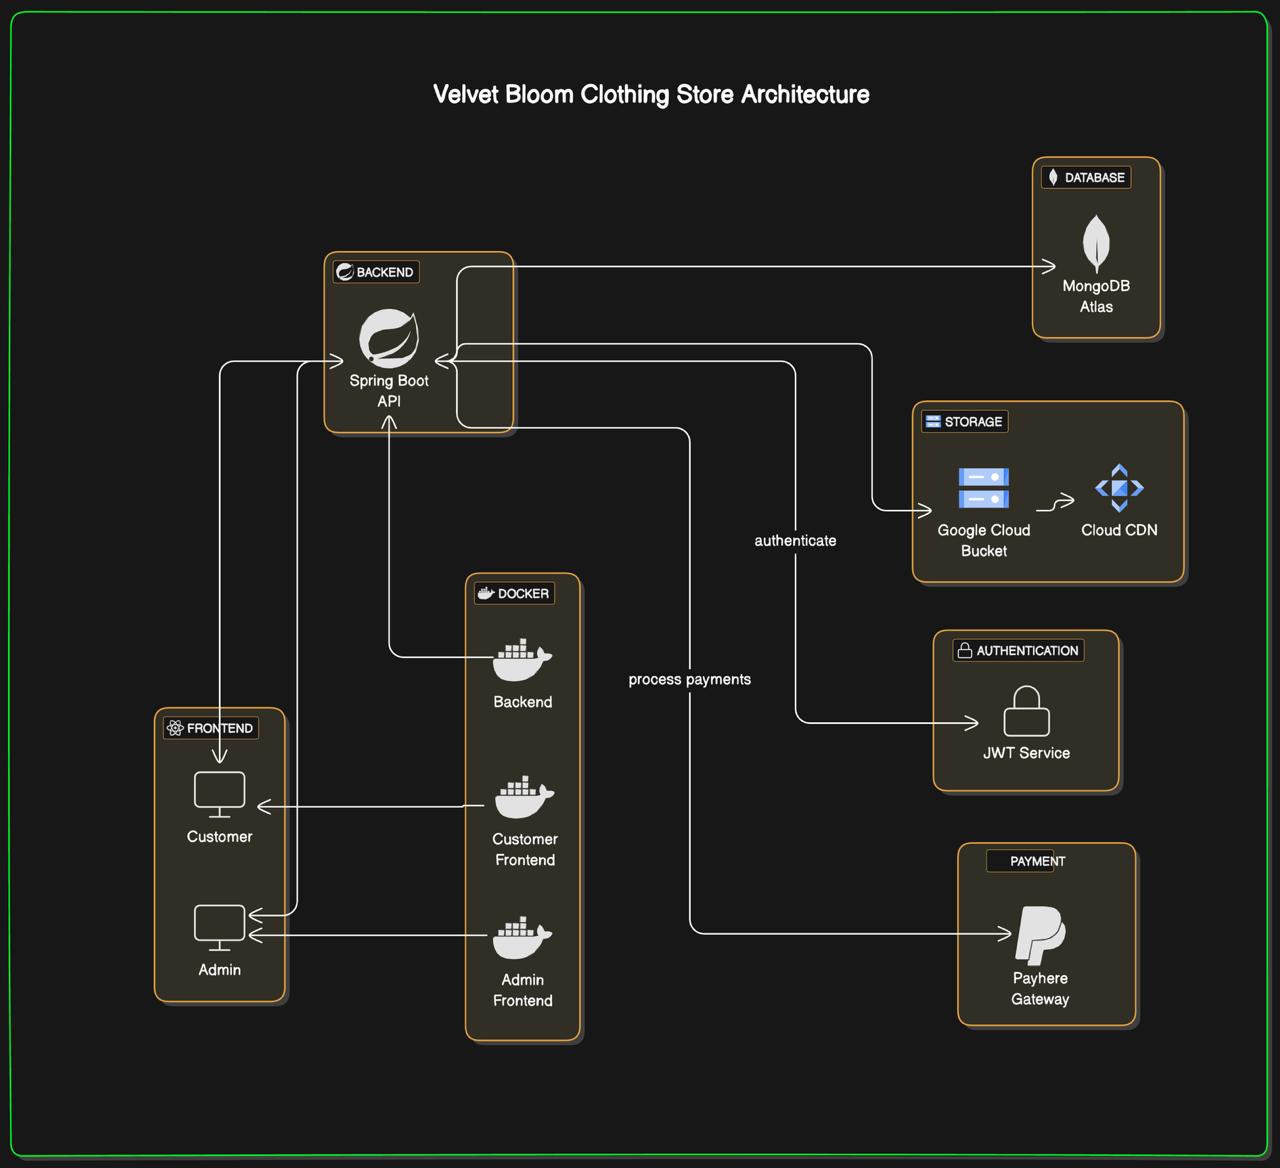 Velvet Bloom Clothing Store Architecture
DATABASE
MongoDB
Atlas
BACKEND
Spring Boot
API
STORAGE
Google Cloud
Bucket
Cloud CDN
authenticate
DOCKER
Backend
Customer
Frontend
Admin
Frontend
process payments
AUTHENTICATION
JWT Service
FRONTEND
Customer
Admin
PAYMENT
Payhere
Gateway